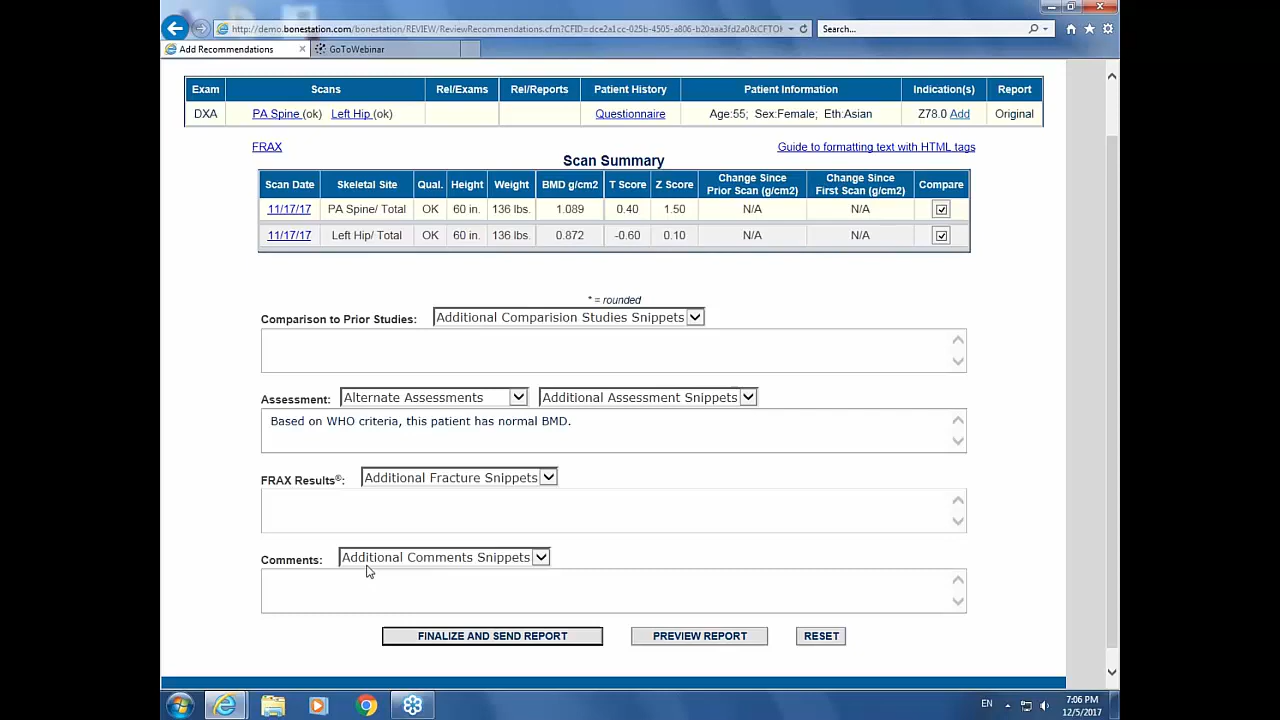 http://demo.bonestation.com/bonestation/REVIEW/ReviewRecommendations.cfm?CFID=dce2a1cc-025b-4505-a806-b20aaa3fd2a0&CFTO
Search...
Add Recommendations
GoToWebinar
Exam Scans Rel/Exams Rel/Reports Patient History Patient Information Indication(s) Report
DXA PA Spine (ok) Left Hip (ok) Questionnaire Age:55; Sex:Female; Eth:Asian Z78.0 Add Original
FRAX Guide to formatting text with HTML tags
Scan Summary
Scan Date Skeletal Site Qual. Height Weight BMD g/cm2 T Score Z Score Change Since Prior Scan (g/cm2) Change Since First Scan (g/cm2) Compare
11/17/17 PA Spine/ Total OK 60 in. 136 lbs. 1.089 0.40 1.50 N/A N/A
11/17/17 Left Hip/ Total OK 60 in. 136 lbs. 0.872 -0.60 0.10 N/A N/A
* = rounded
Comparison to Prior Studies: Additional Comparision Studies Snippets
Assessment: Alternate Assessments Additional Assessment Snippets
Based on WHO criteria, this patient has normal BMD.
FRAX Results®: Additional Fracture Snippets
Comments: Additional Comments Snippets
FINALIZE AND SEND REPORT PREVIEW REPORT RESET
EN 7:06 PM
12/5/2017